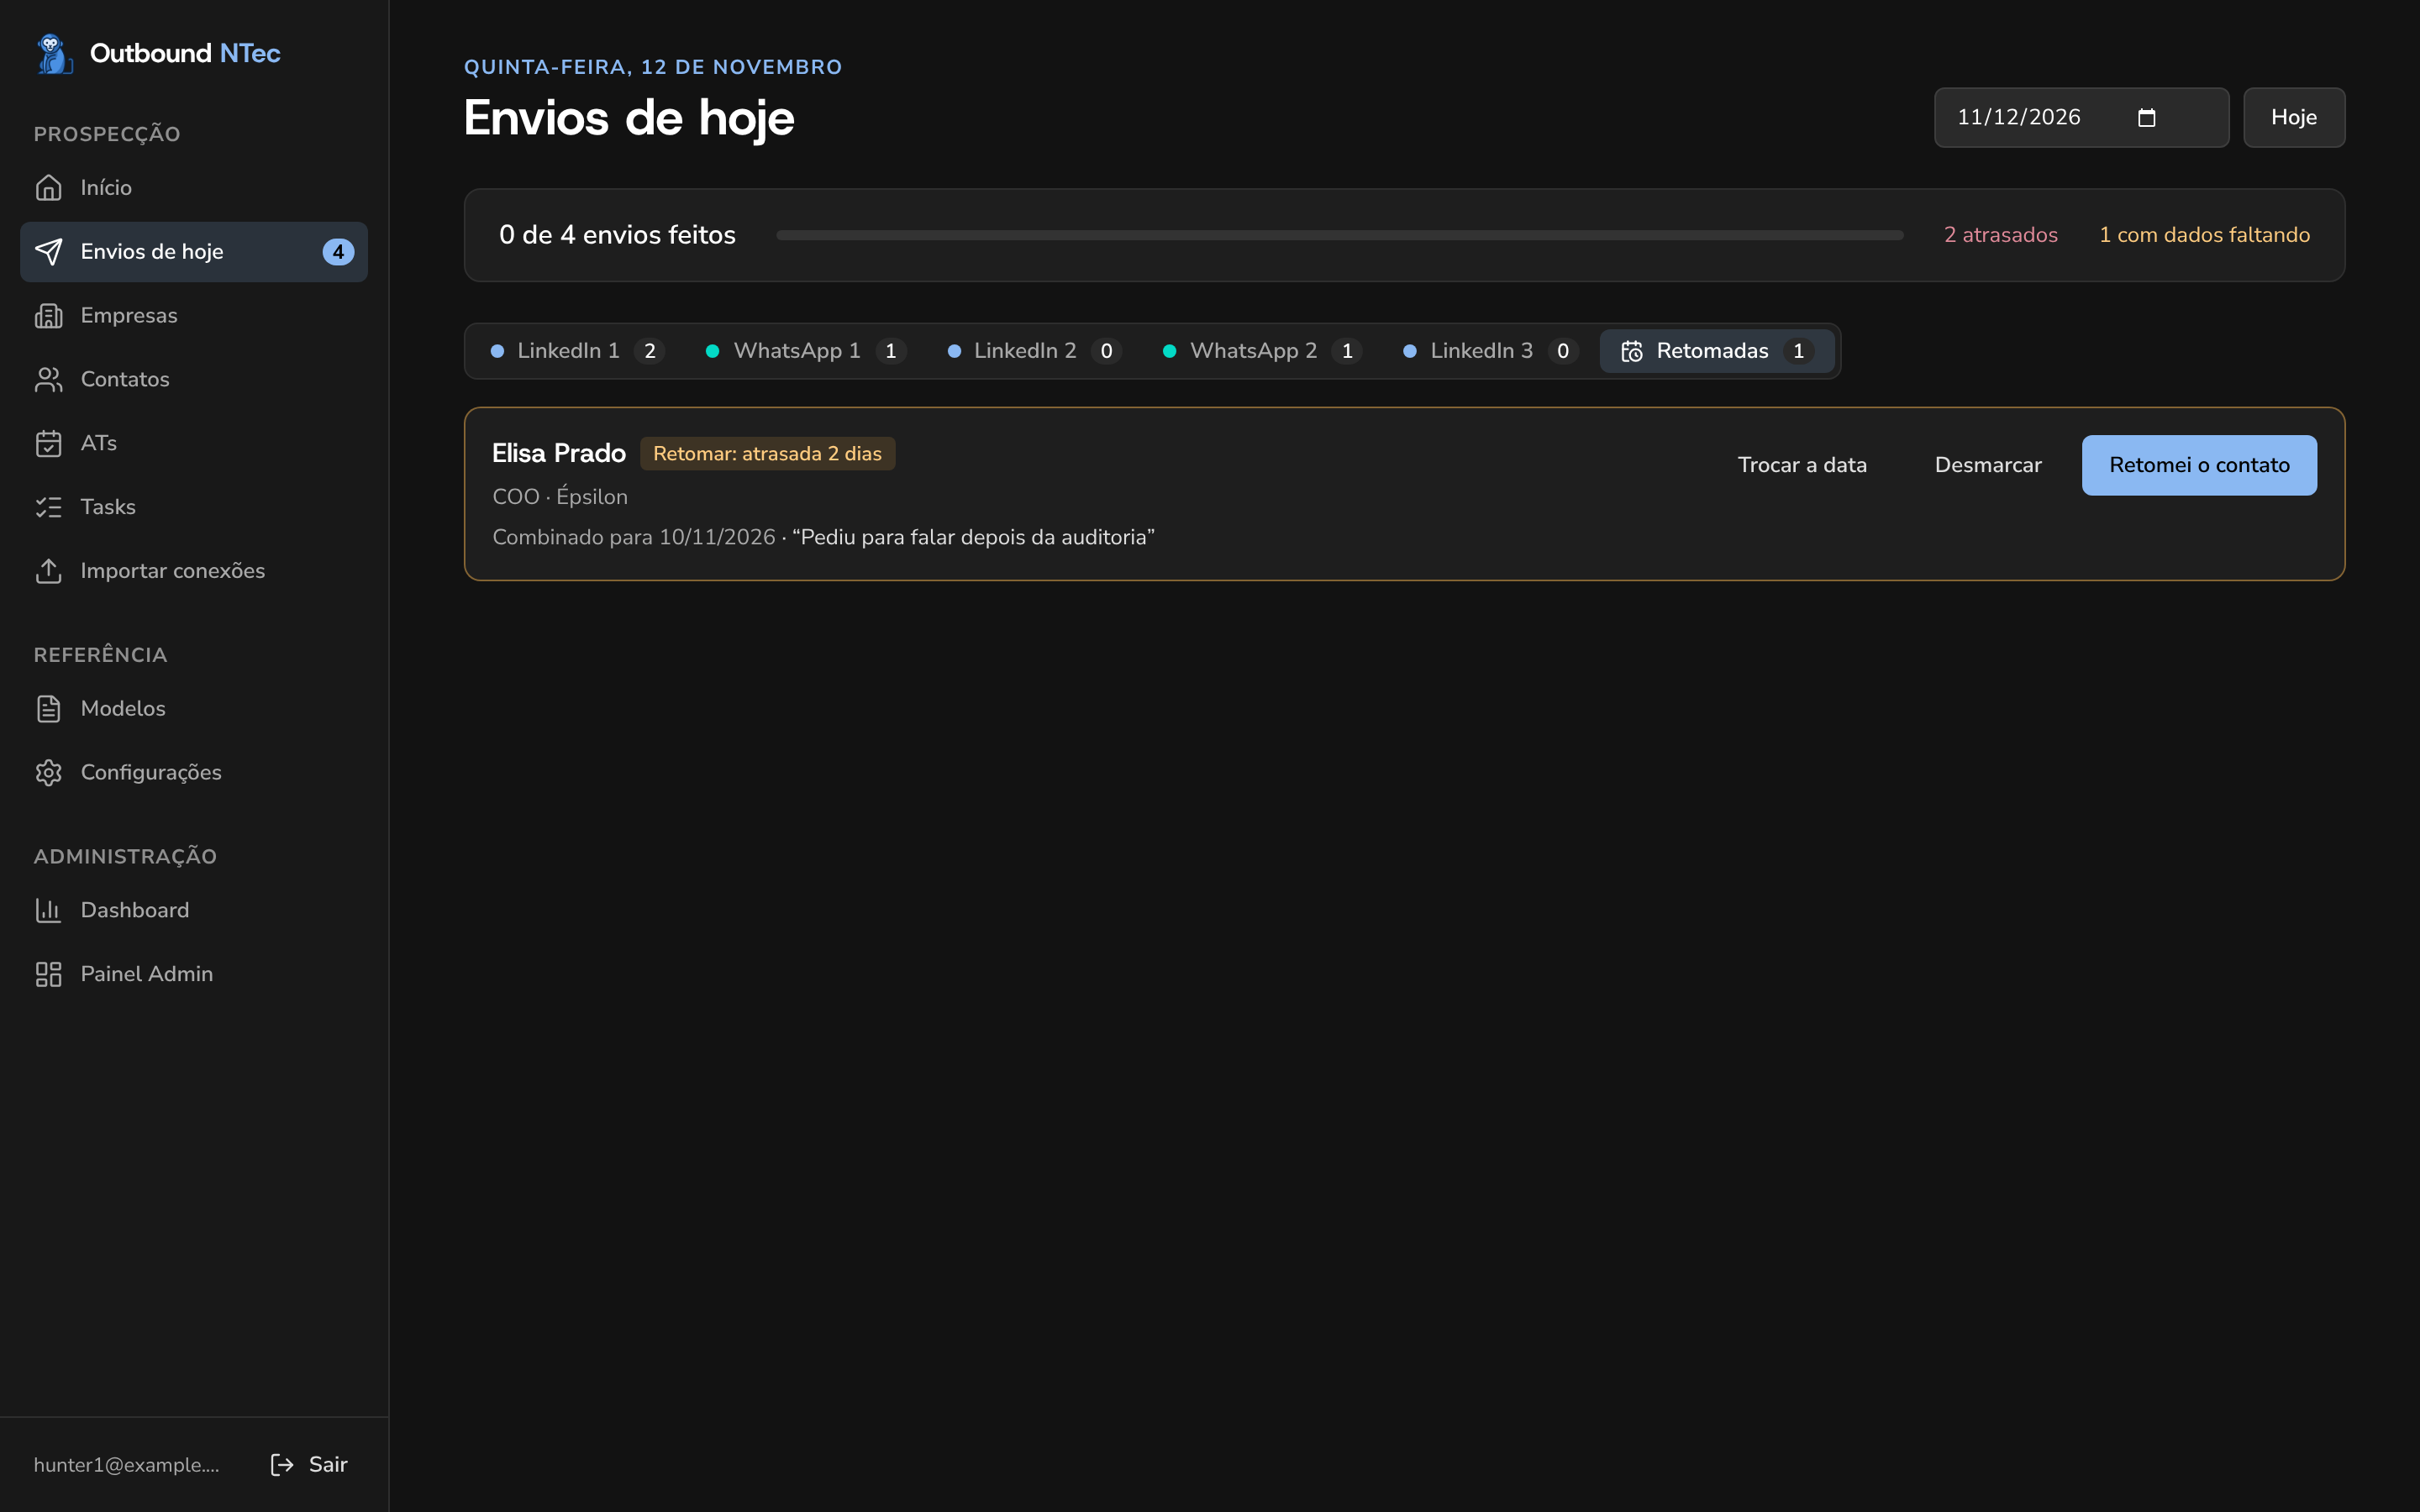 Outbound NTec
PROSPECÇÃO
Início
Envios de hoje 4
Empresas
Contatos
ATs
Tasks
Importar conexões
REFERÊNCIA
Modelos
Configurações
ADMINISTRAÇÃO
Dashboard
Painel Admin
hunter1@example.... Sair
QUINTA-FEIRA, 12 DE NOVEMBRO
Envios de hoje
11/12/2026 Hoje
0 de 4 envios feitos 2 atrasados 1 com dados faltando
LinkedIn 1 2 WhatsApp 1 1 LinkedIn 2 0 WhatsApp 2 1 LinkedIn 3 0 Retomadas 1
Elisa Prado Retomar: atrasada 2 dias Trocar a data Desmarcar Retomei o contato
COO · Épsilon
Combinado para 10/11/2026 · “Pediu para falar depois da auditoria”